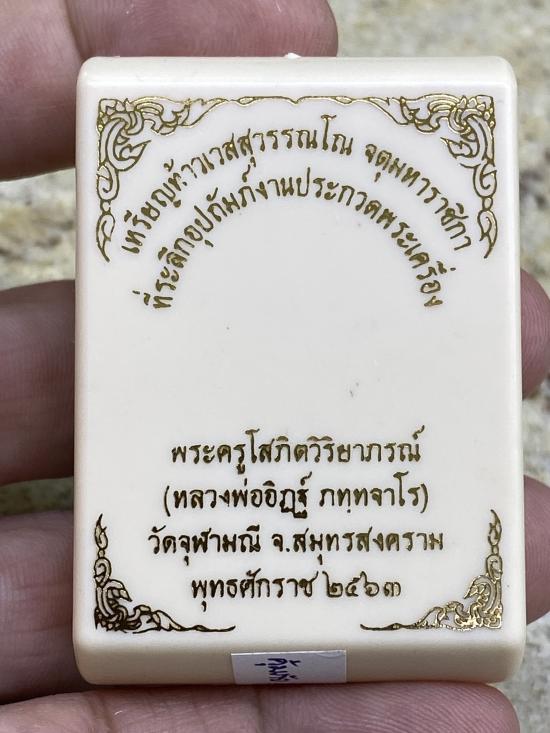 เหรียญท้าวเวสสุวรรณโณ จตุมหาราชิกา
ที่ระลึกอุปถัมภ์งานประกวดพระเครื่อง
พระครูโสภิตวิริยาภรณ์
(หลวงพ่ออิฏฐ์ ภทฺทจาโร)
วัดจุฬามณี จ.สมุทรสงคราม
พุทธศักราช ๒๕๖๓